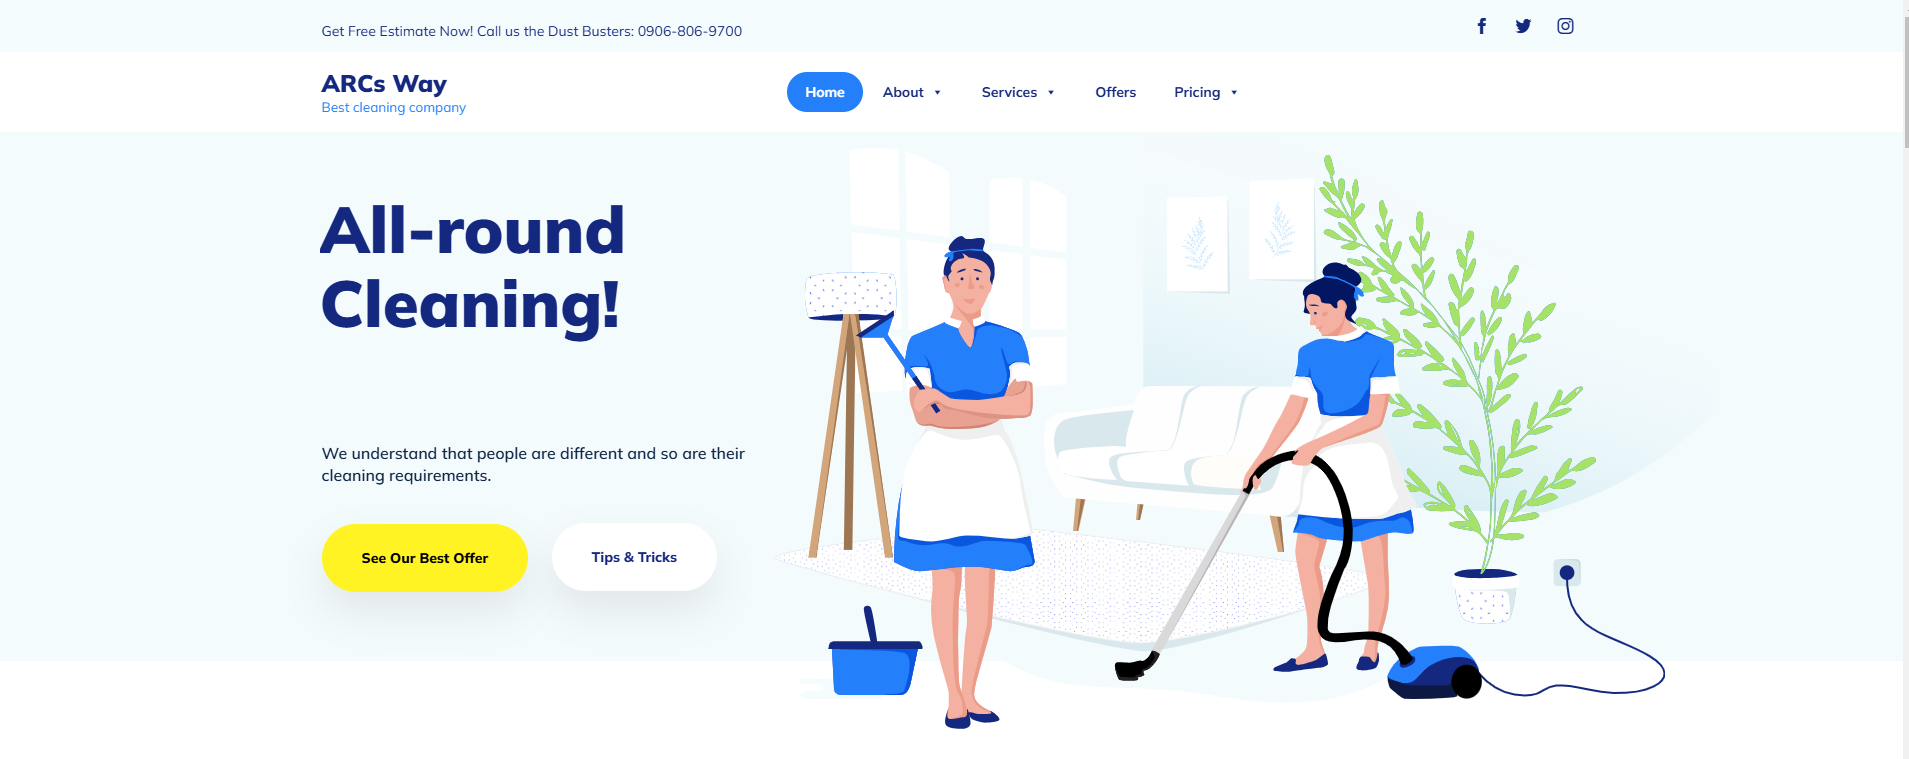 Get Free Estimate Now! Call us the Dust Busters: 0906-806-9700
ARCs Way
Best cleaning company
Home
About
Services
Offers
Pricing
All-round
Cleaning!
We understand that people are different and so are their
cleaning requirements.
See Our Best Offer
Tips & Tricks